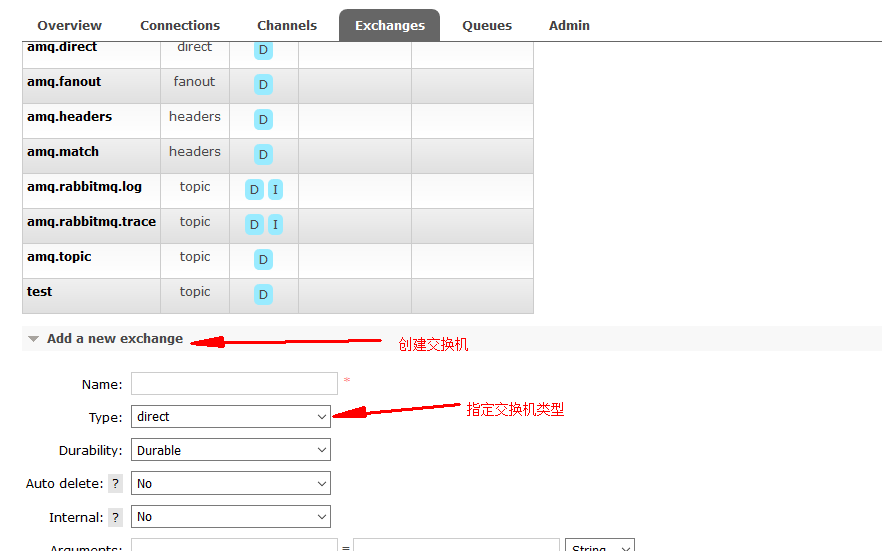 Overview Connections Channels Exchanges Queues Admin
amq.direct direct D
amq.fanout fanout D
amq.headers headers D
amq.match headers D
amq.rabbitmq.log topic D I
amq.rabbitmq.trace topic D I
amq.topic topic D
test topic D
Add a new exchange 创建交换机
Name: *
Type: direct 指定交换机类型
Durability: Durable
Auto delete: ? No
Internal: ? No
Arguments: = String